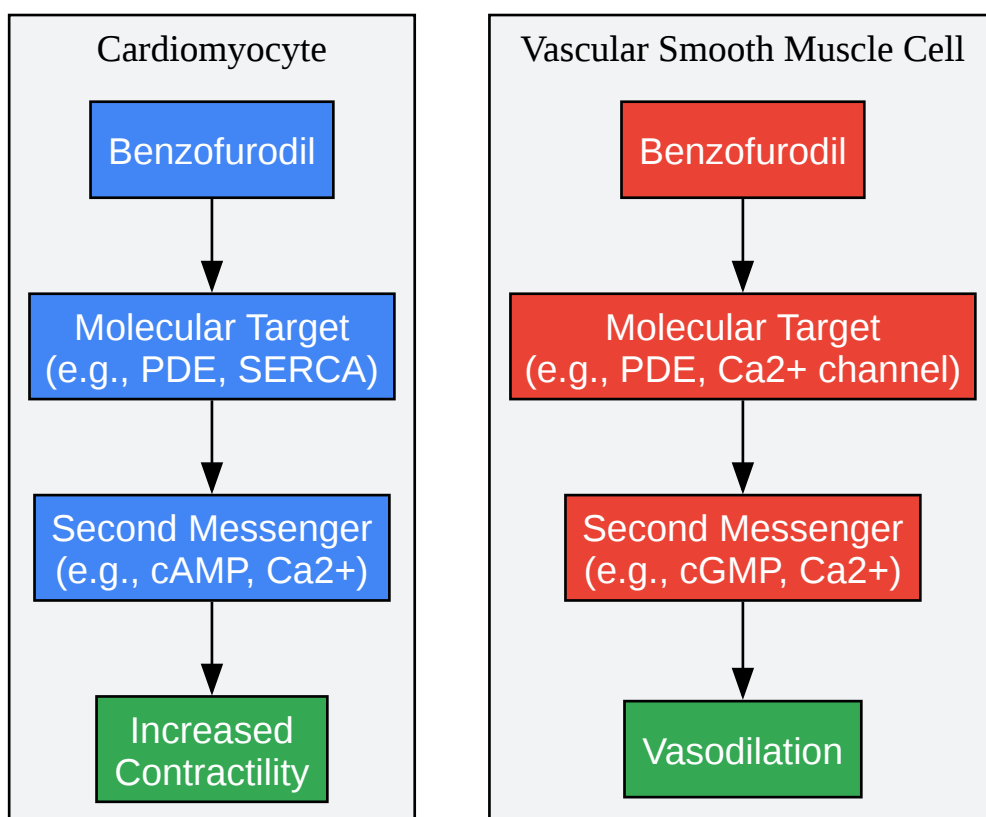 Cardiomyocyte
Benzofurodil
Molecular Target
(e.g., PDE, SERCA)
Second Messenger
(e.g., cAMP, Ca2+)
Increased
Contractility
Vascular Smooth Muscle Cell
Benzofurodil
Molecular Target
(e.g., PDE, Ca2+ channel)
Second Messenger
(e.g., cGMP, Ca2+)
Vasodilation